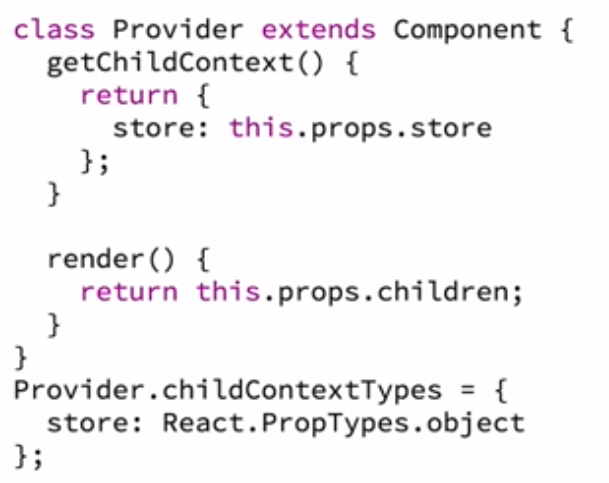 class Provider extends Component {
  getChildContext() {
    return {
      store: this.props.store
    };
  }

  render() {
    return this.props.children;
  }
}
Provider.childContextTypes = {
  store: React.PropTypes.object
};